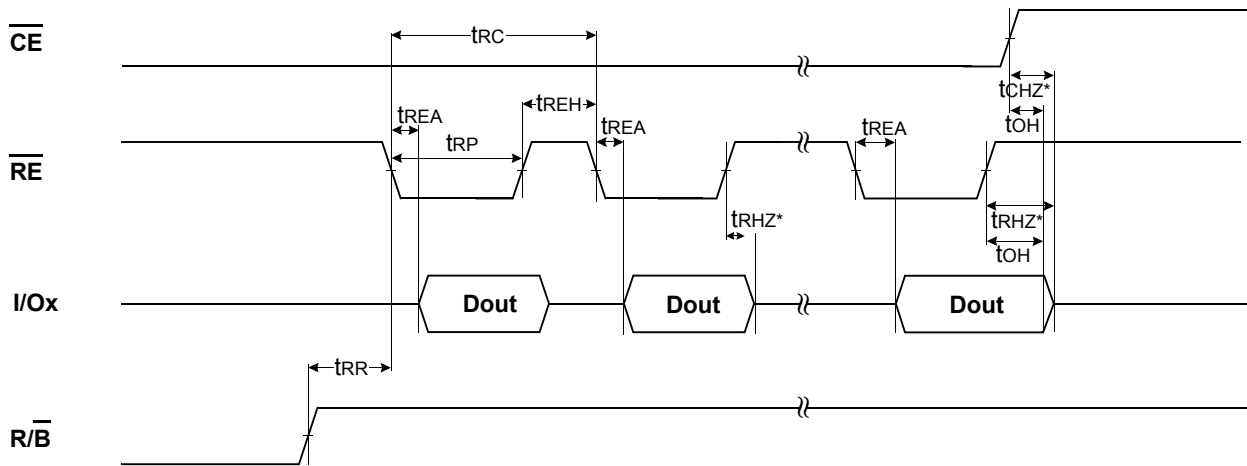 CE
tRC
tCHZ*
tREH
tREA
tREA
tREA
tOH
tRP
RE
tRHZ*
tRHZ*
tOH
I/Ox
Dout
Dout
Dout
tRR
R/B